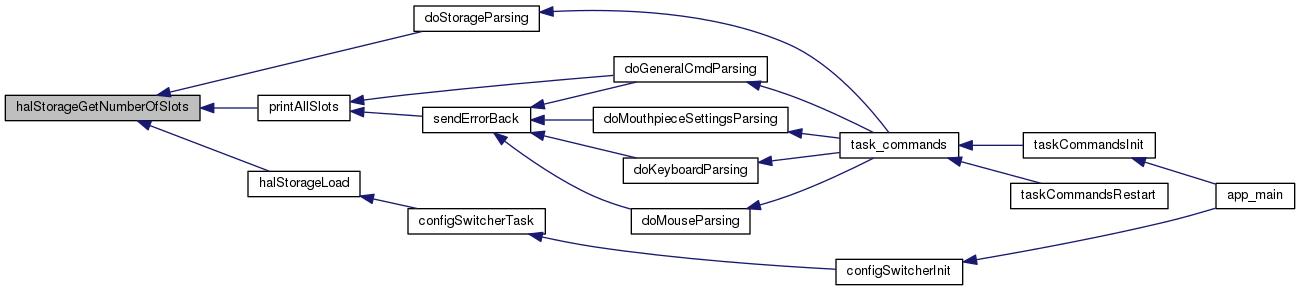 doStorageParsing
doGeneralCmdParsing
halStorageGetNumberOfSlots
printAllSlots
sendErrorBack
doMouthpieceSettingsParsing
task_commands
taskCommandsInit
doKeyboardParsing
halStorageLoad
taskCommandsRestart
app_main
configSwitcherTask
doMouseParsing
configSwitcherInit